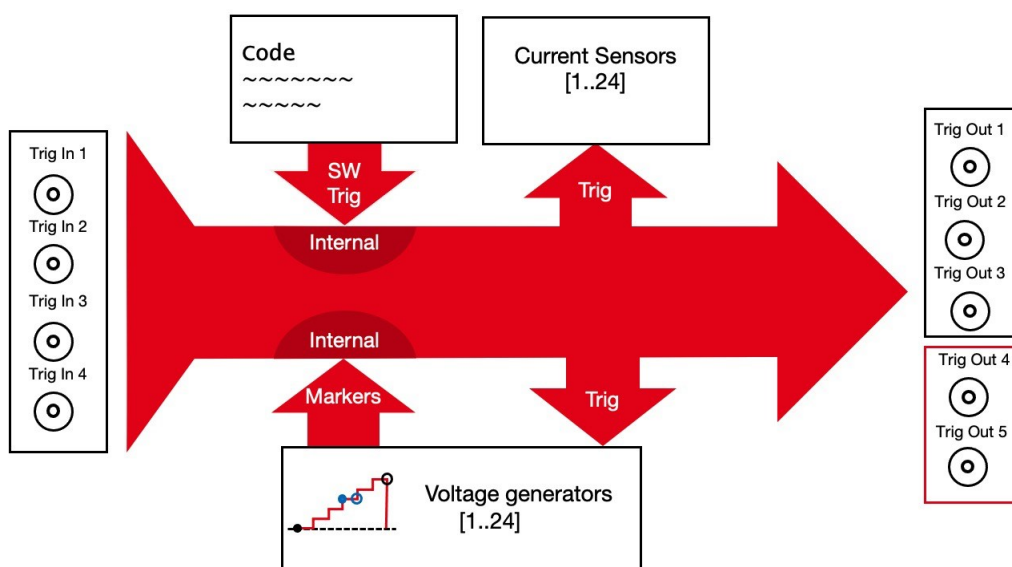 Code
~~~~~~~
~~~~~
Current Sensors
[1..24]
Trig In 1
Trig In 2
Trig In 3
Trig In 4
SW
Trig
Internal
Trig
Internal
Markers
Trig
Voltage generators
[1..24]
Trig Out 1
Trig Out 2
Trig Out 3
Trig Out 4
Trig Out 5